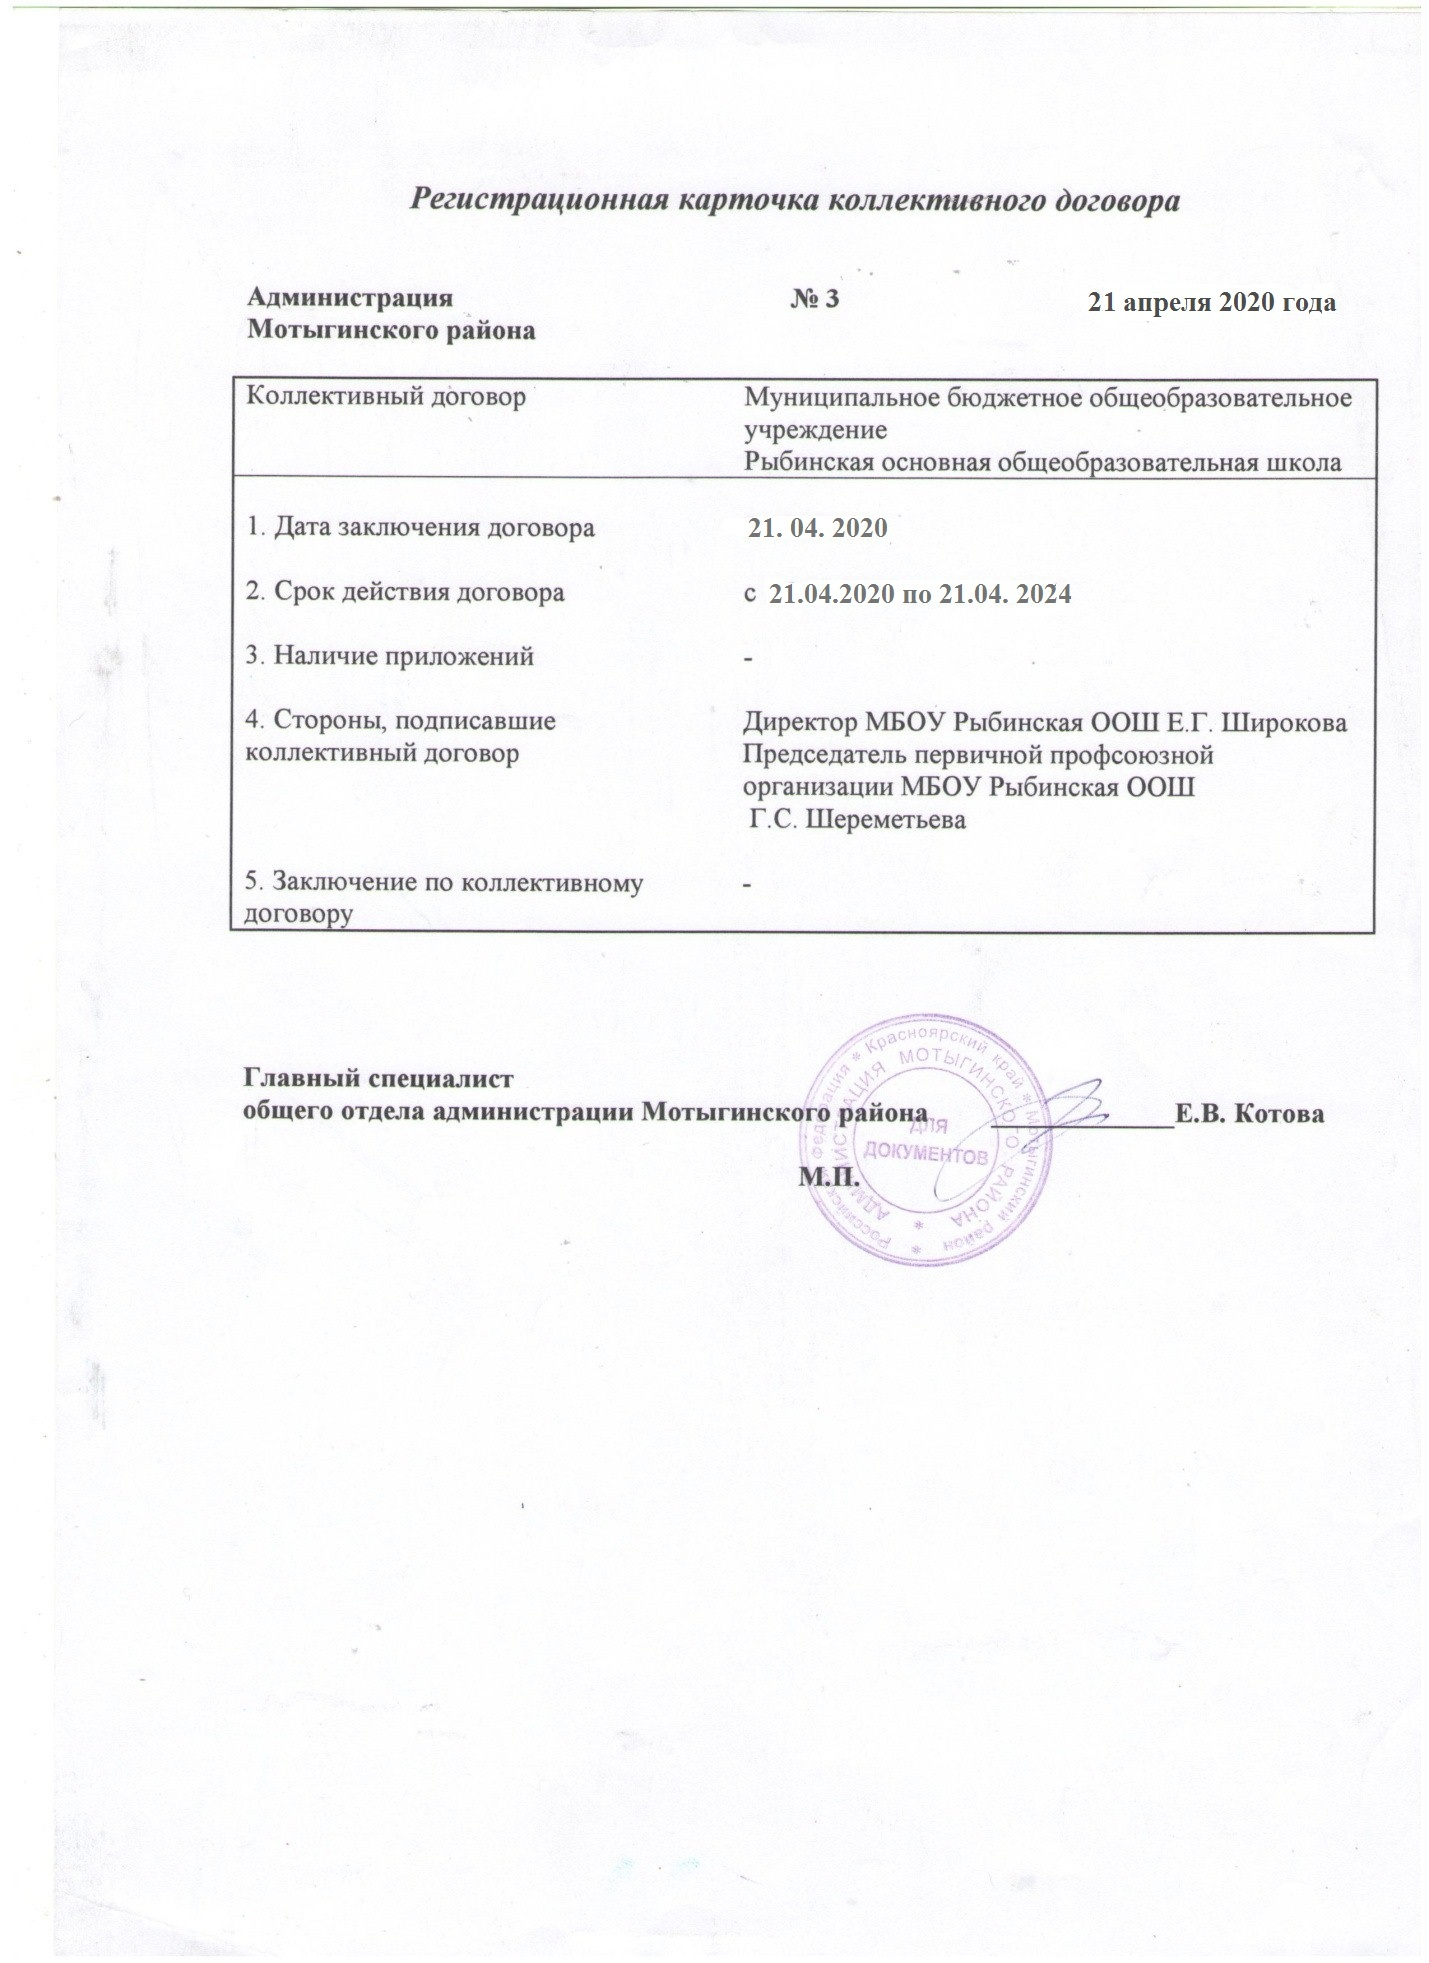 Регистрационная карточка коллективного договора
Администрация № 3 21 апреля 2020 года
Мотыгинского района
Коллективный договор Муниципальное бюджетное общеобразовательное
учреждение
Рыбинская основная общеобразовательная школа
1. Дата заключения договора 21. 04. 2020
2. Срок действия договора с 21.04.2020 по 21.04. 2024
3. Наличие приложений -
4. Стороны, подписавшие Директор МБОУ Рыбинская ООШ Е.Г. Широкова
коллективный договор Председатель первичной профсоюзной
организации МБОУ Рыбинская ООШ
Г.С. Шереметьева
5. Заключение по коллективному -
договору
Главный специалист
общего отдела администрации Мотыгинского района Е.В. Котова
М.П.
Федерация * Красноярский край * Мотыгинский район *
АДМИНИСТРАЦИЯ МОТЫГИНСКОГО РАЙОНА *
ДЛЯ
ДОКУМЕНТОВ